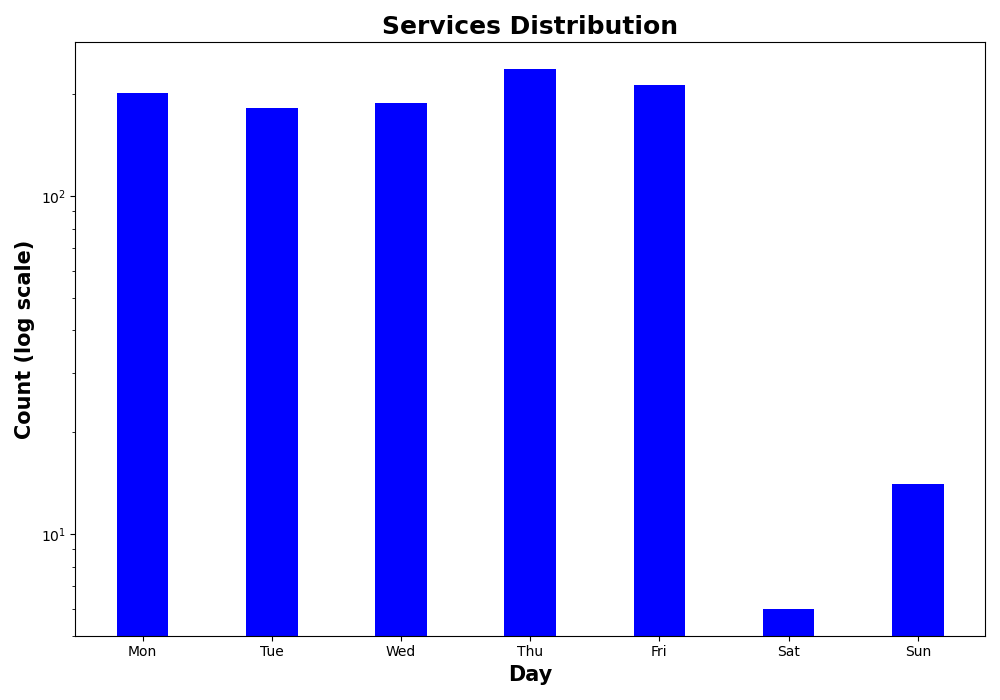 Services Distribution
Count (log scale)
10²
10¹
Mon Tue Wed Thu Fri Sat Sun
Day